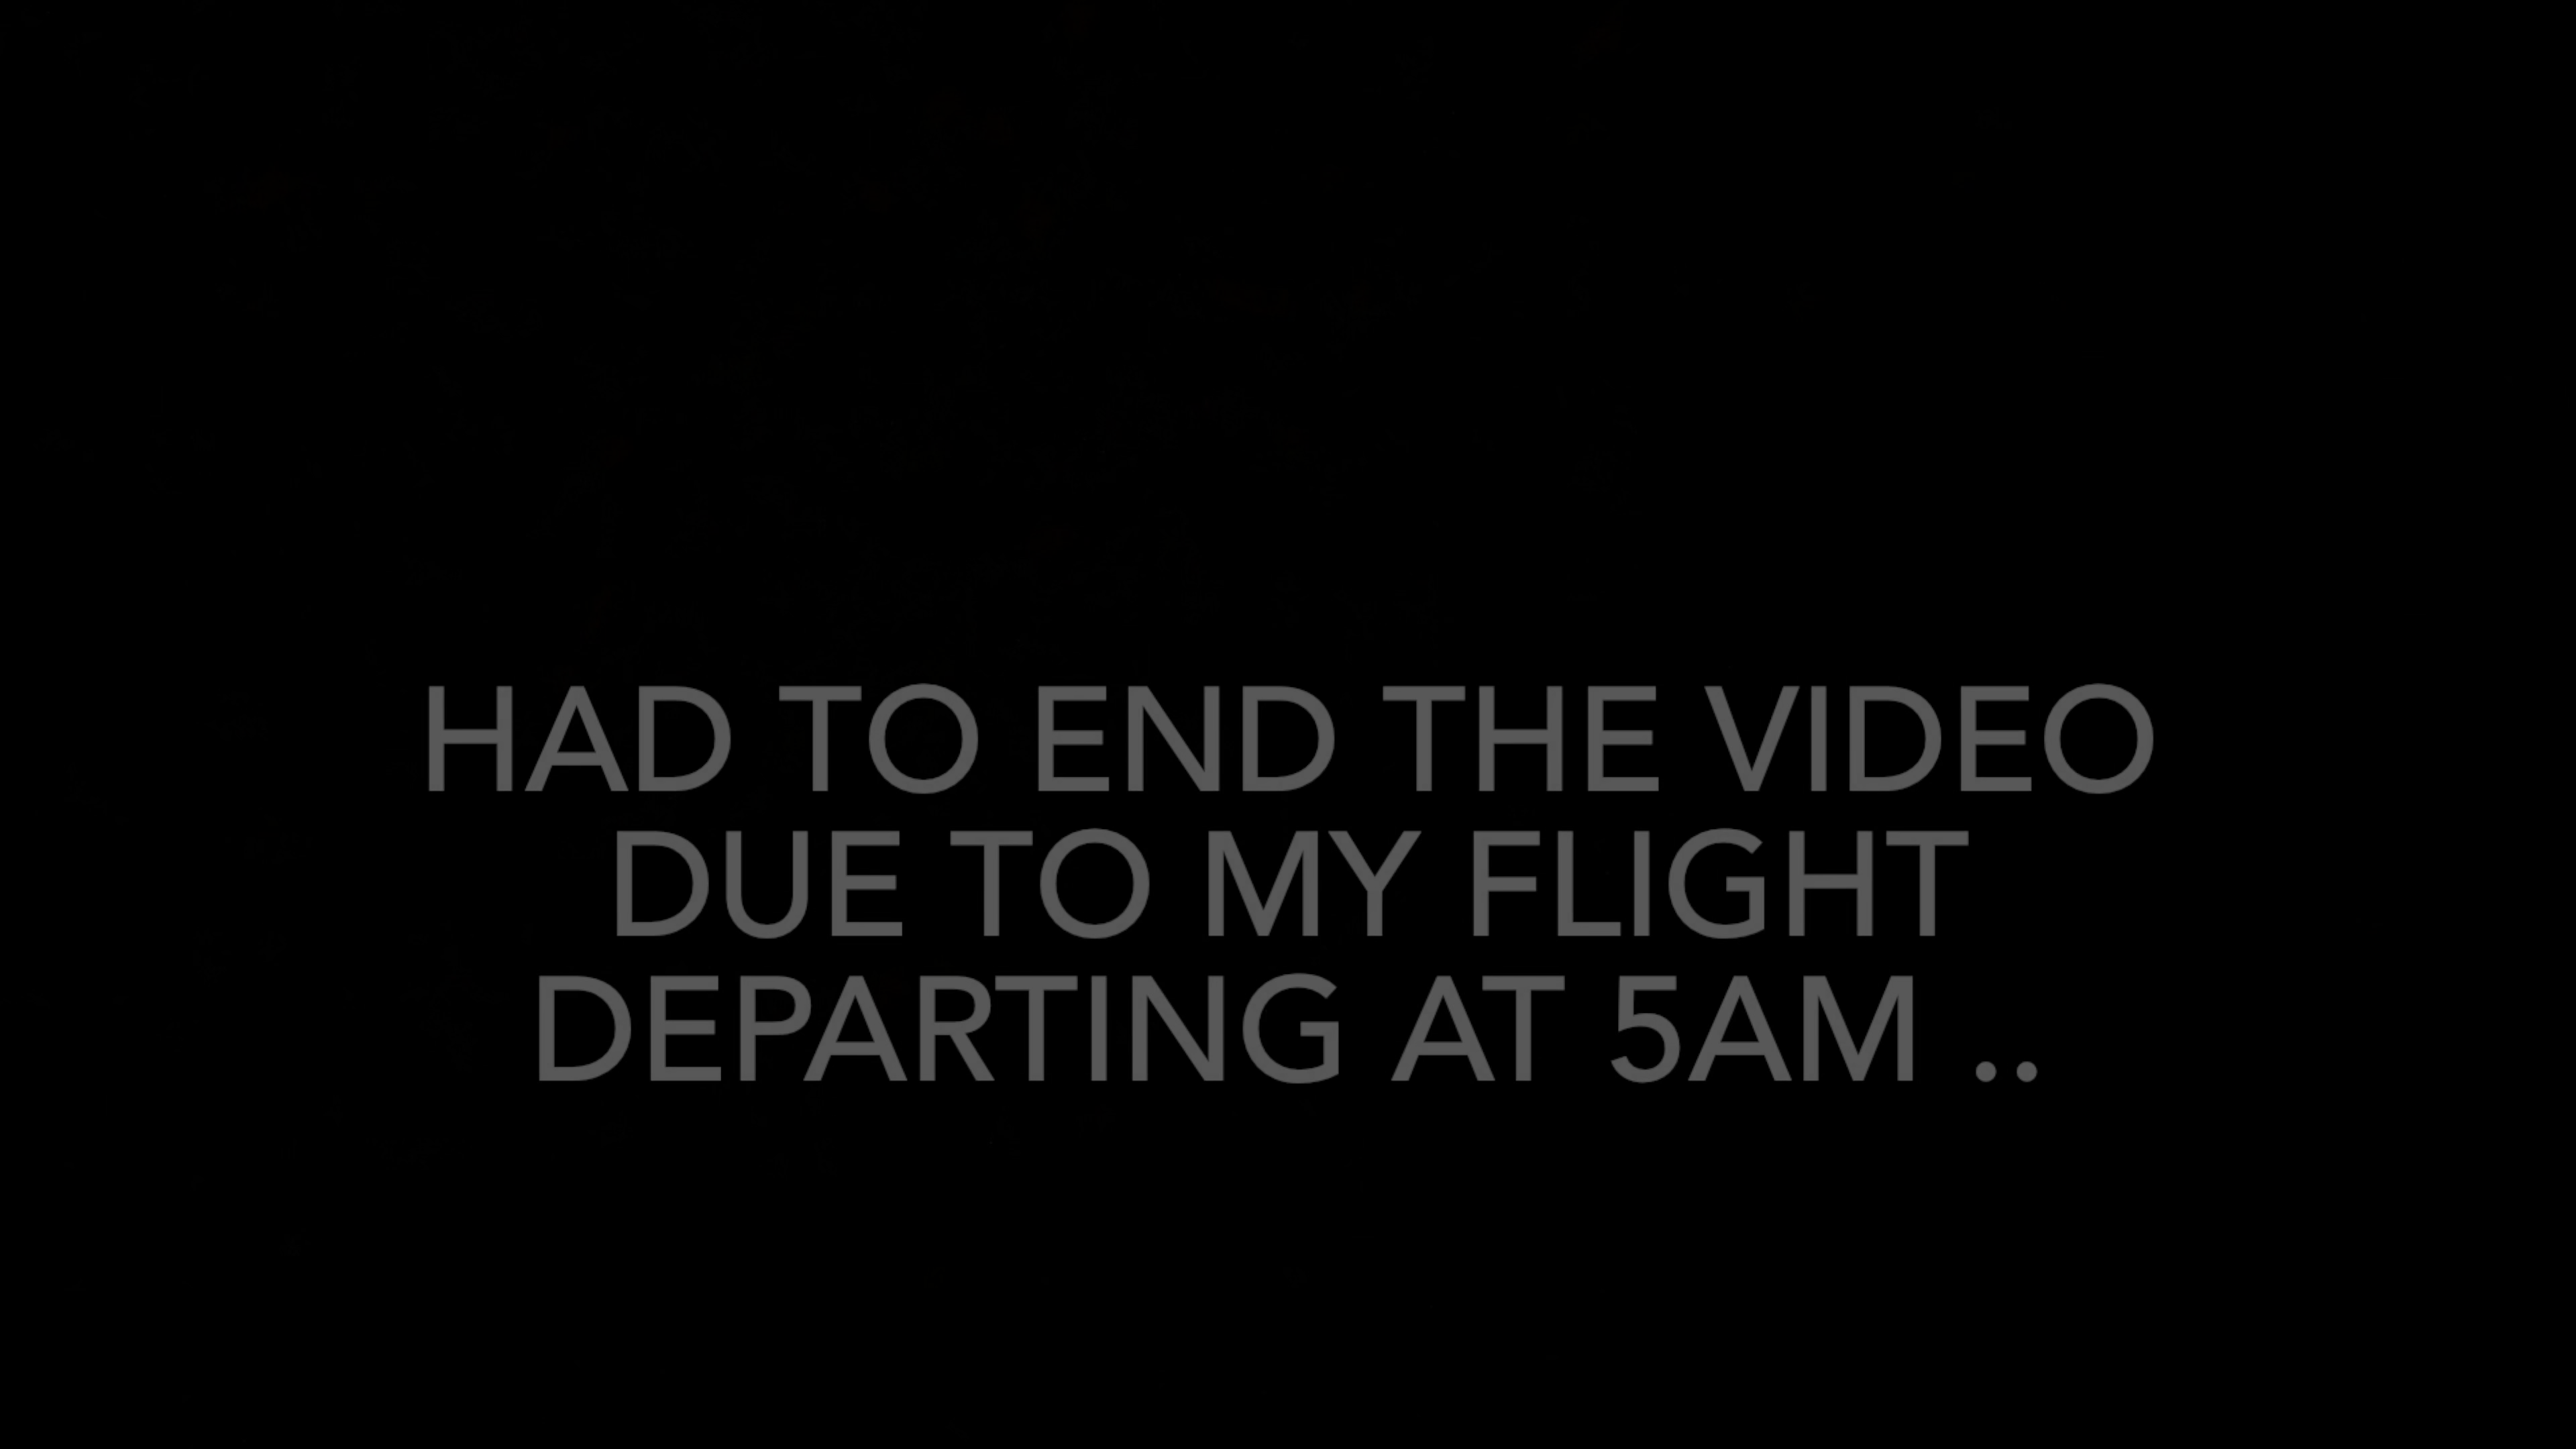 HAD TO END THE VIDEO
DUE TO MY FLIGHT
DEPARTING AT 5AM ..